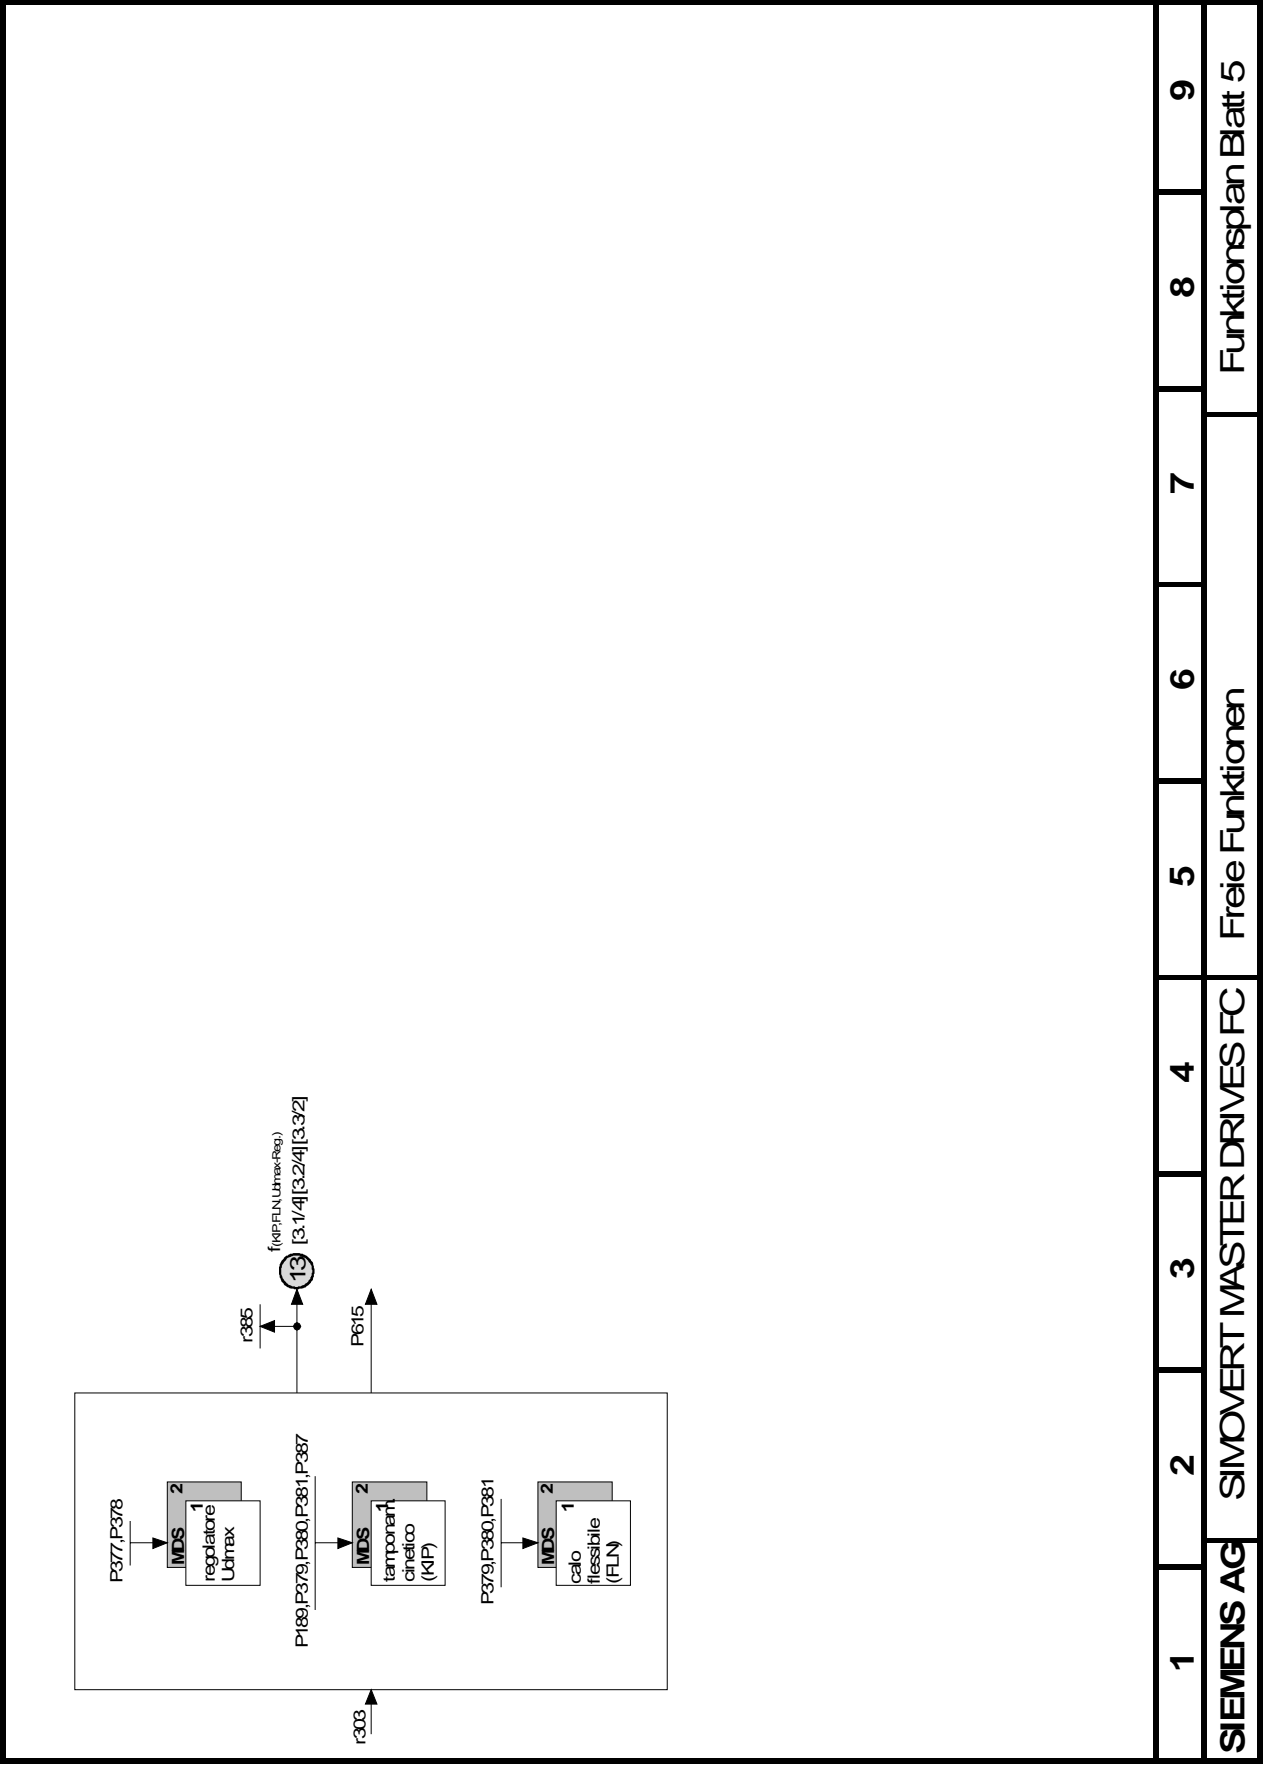 r303
P377,P378
MDS
2
1
regolatore
Udmax
P189,P379,P380,P381,P387
MDS
2
1
tamponam.
cinetico
(KIP)
P379,P380,P381
MDS
2
1
calo
flessibile
(FLN)
r385
f(KIP,FLN,Udmax-Reg.)
13
[3.1/4][3.2/4][3.3/2]
P615
1 2 3 4 5 6 7 8 9
SIEMENS AG SIMOVERT MASTER DRIVES FC Freie Funktionen Funktionsplan Blatt 5